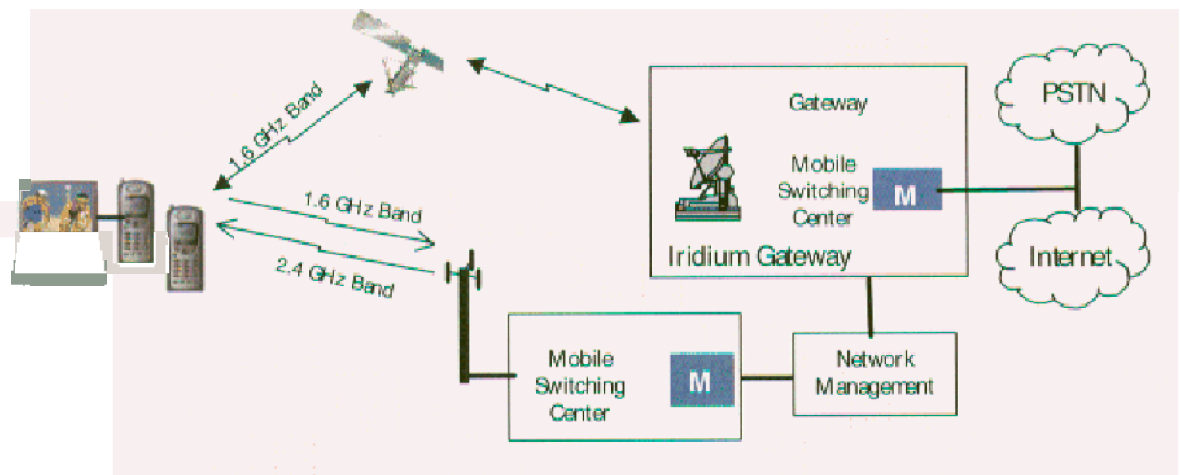 1.6 GHz Band
1.6 GHz Band
2.4 GHz Band
Gateway
Mobile
Switching
Center
M
Iridium Gateway
PSTN
Internet
Mobile
Switching
Center
M
Network
Management